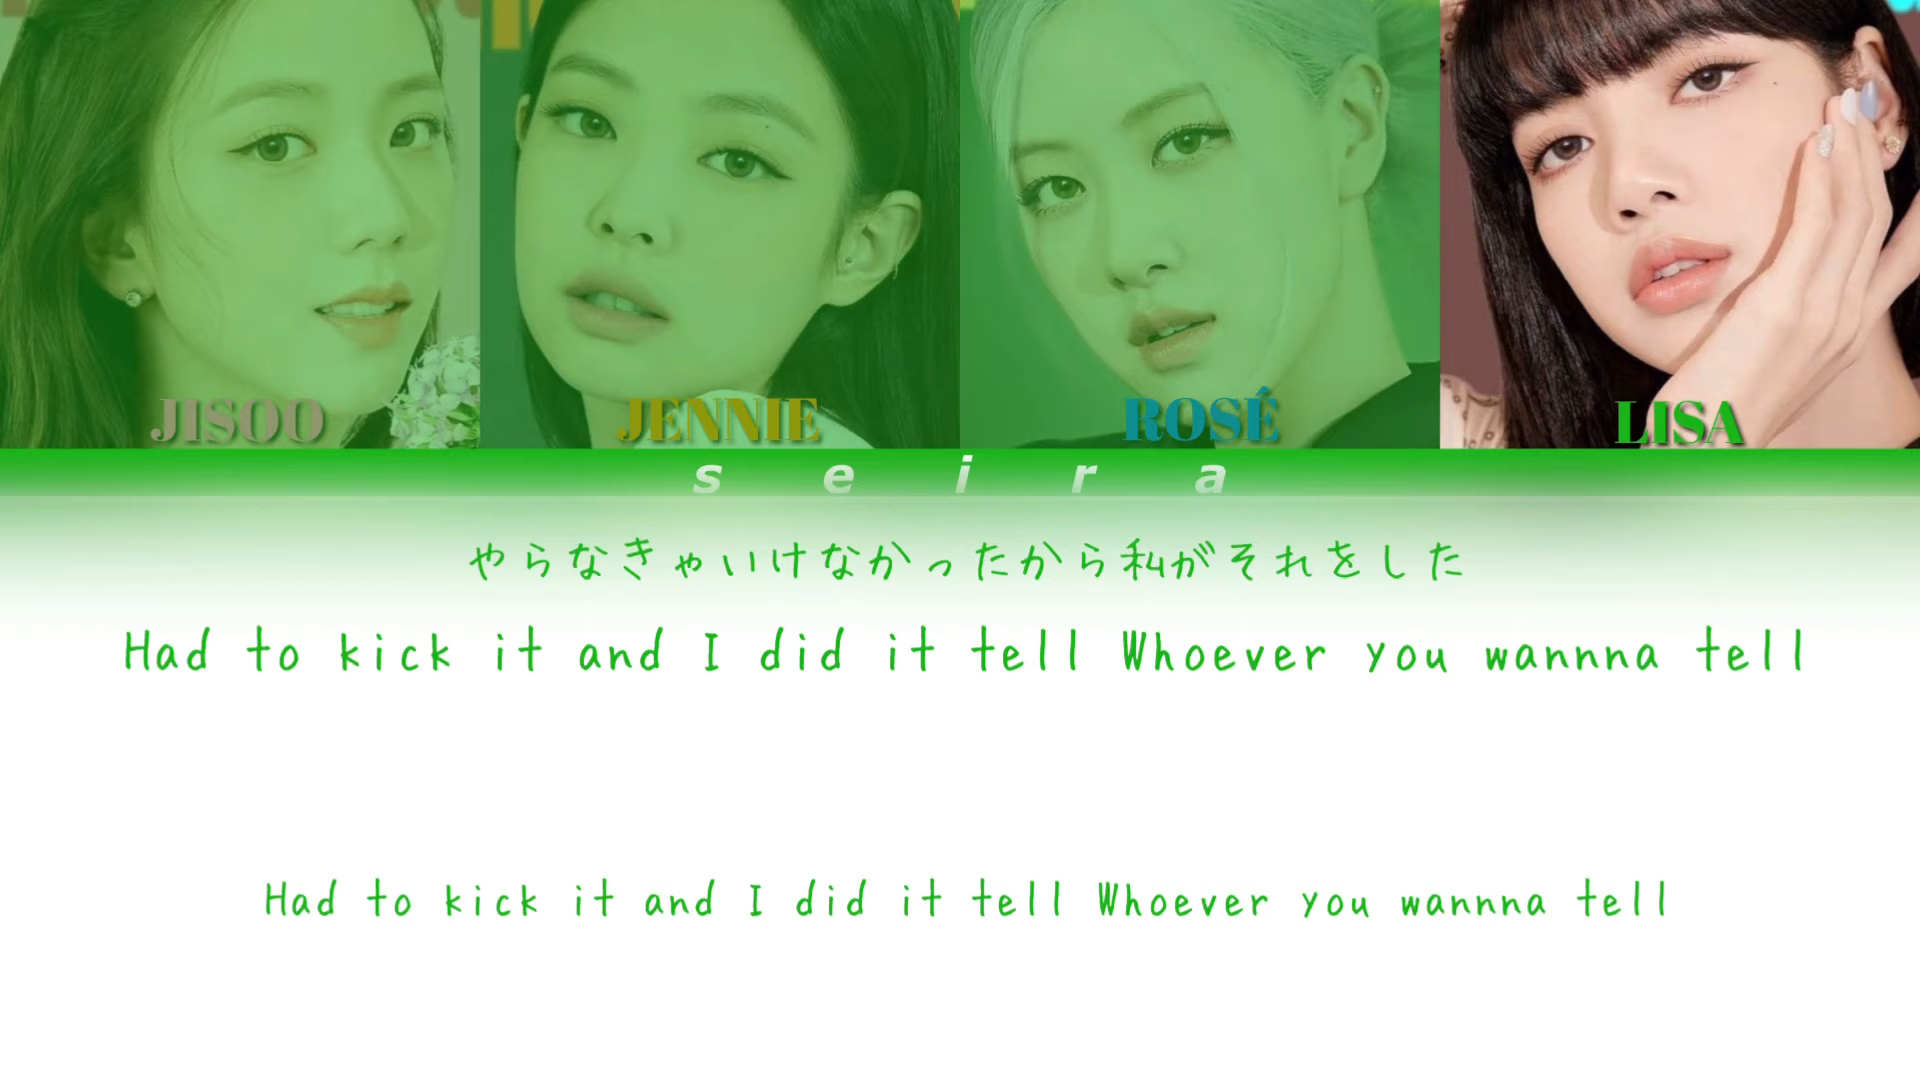 JISOO
JENNIE
ROSÉ
LISA
seira
やらなきゃいけなかったから私がそれをした
Had to kick it and I did it tell Whoever you wannna tell
Had to kick it and I did it tell Whoever you wannna tell